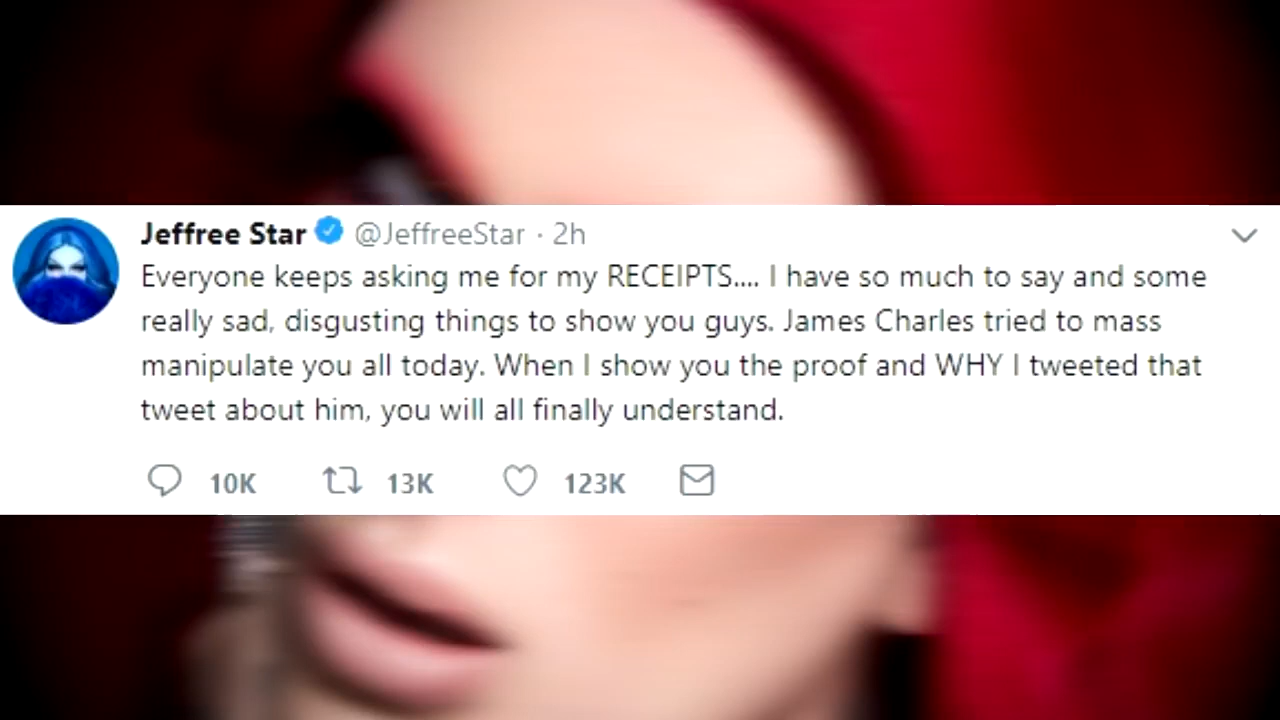 Jeffree Star @JeffreeStar · 2h
Everyone keeps asking me for my RECEIPTS.... I have so much to say and some
really sad, disgusting things to show you guys. James Charles tried to mass
manipulate you all today. When I show you the proof and WHY I tweeted that
tweet about him, you will all finally understand.
10K 13K 123K